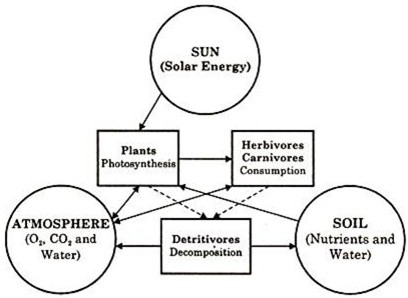 SUN
(Solar Energy)
Plants
Photosynthesis
Herbivores
Carnivores
Consumption
ATMOSPHERE
(O₂, CO₂ and
Water)
Detritivores
Decomposition
SOIL
(Nutrients and
Water)